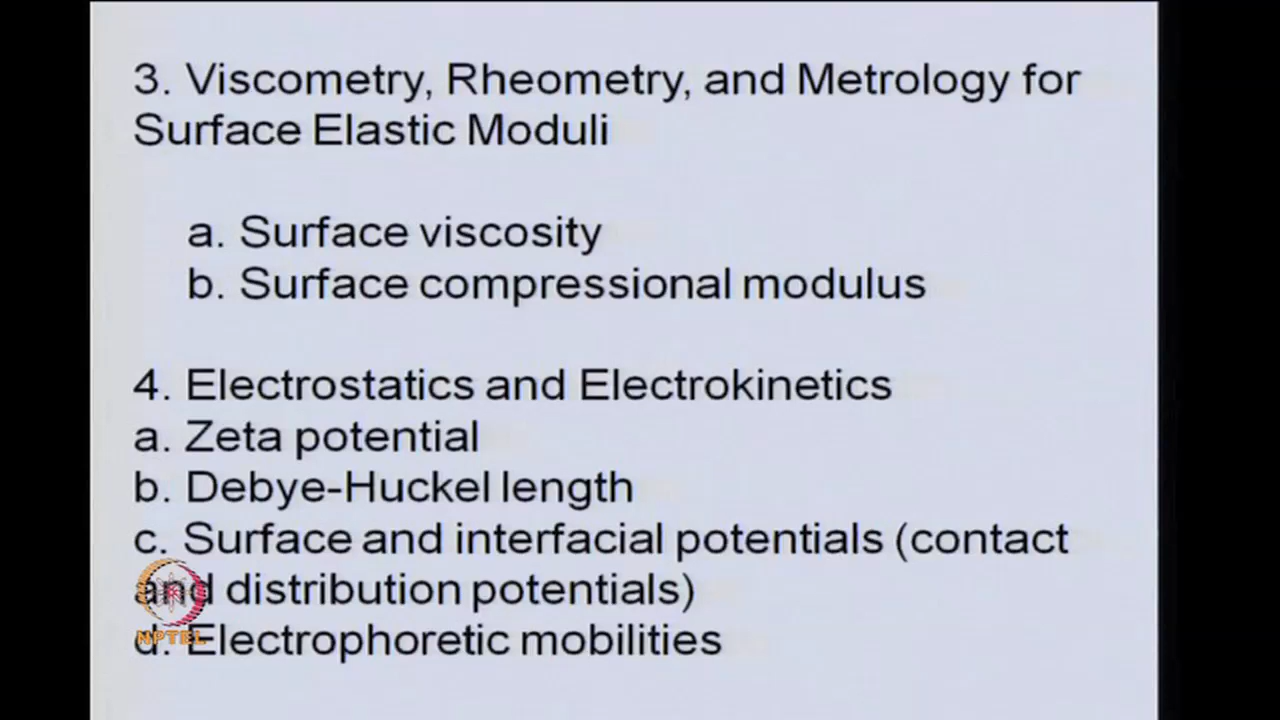 3. Viscometry, Rheometry, and Metrology for
Surface Elastic Moduli
a. Surface viscosity
b. Surface compressional modulus
4. Electrostatics and Electrokinetics
a. Zeta potential
b. Debye-Huckel length
c. Surface and interfacial potentials (contact
and distribution potentials)
d. Electrophoretic mobilities
NPTEL